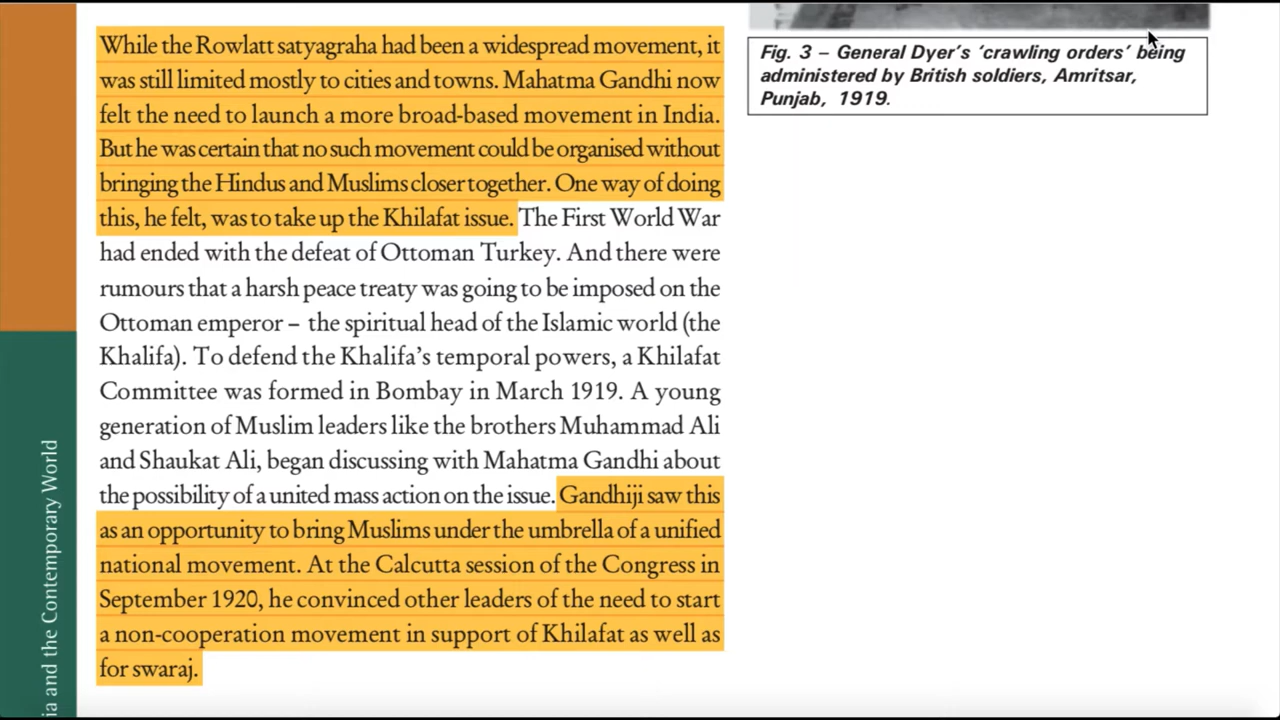 While the Rowlatt satyagraha had been a widespread movement, it
was still limited mostly to cities and towns. Mahatma Gandhi now
felt the need to launch a more broad-based movement in India.
But he was certain that no such movement could be organised without
bringing the Hindus and Muslims closer together. One way of doing
this, he felt, was to take up the Khilafat issue. The First World War
had ended with the defeat of Ottoman Turkey. And there were
rumours that a harsh peace treaty was going to be imposed on the
Ottoman emperor – the spiritual head of the Islamic world (the
Khalifa). To defend the Khalifa’s temporal powers, a Khilafat
Committee was formed in Bombay in March 1919. A young
generation of Muslim leaders like the brothers Muhammad Ali
and Shaukat Ali, began discussing with Mahatma Gandhi about
the possibility of a united mass action on the issue. Gandhiji saw this
as an opportunity to bring Muslims under the umbrella of a unified
national movement. At the Calcutta session of the Congress in
September 1920, he convinced other leaders of the need to start
a non-cooperation movement in support of Khilafat as well as
for swaraj.
Fig. 3 – General Dyer’s ‘crawling orders’ being
administered by British soldiers, Amritsar,
Punjab, 1919.
ia and the Contemporary World